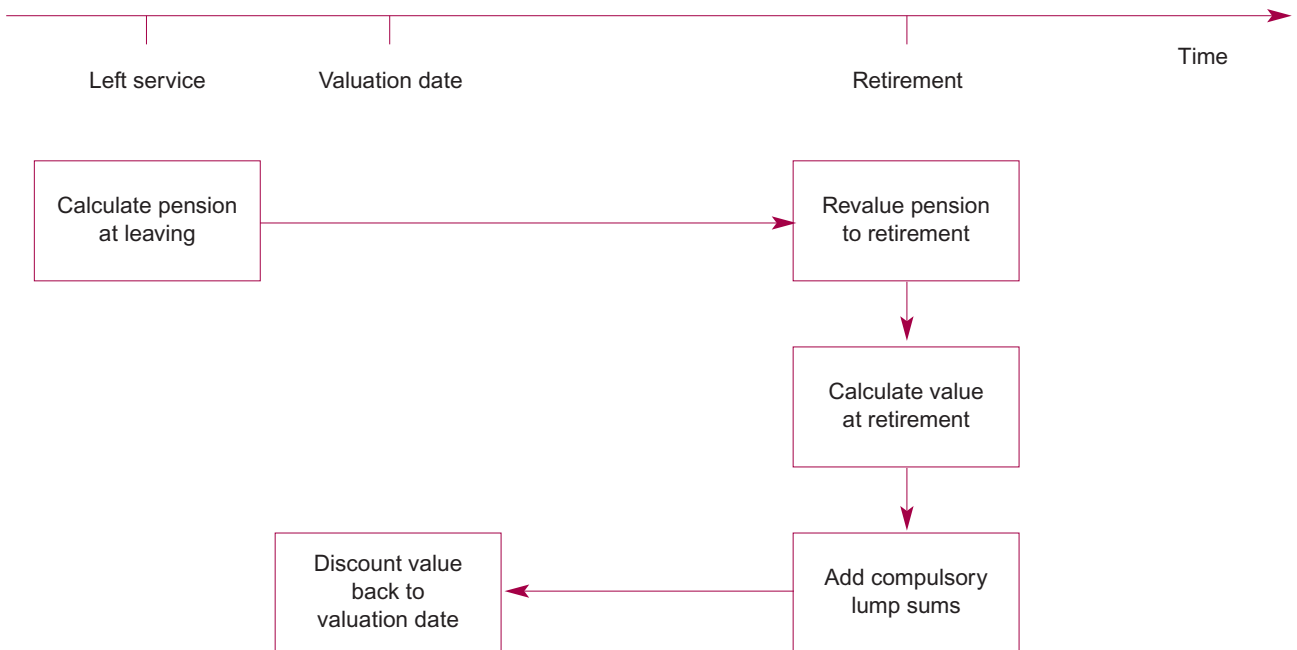 Time
Left service
Valuation date
Retirement
Calculate pension
at leaving
Revalue pension
to retirement
Calculate value
at retirement
Add compulsory
lump sums
Discount value
back to
valuation date